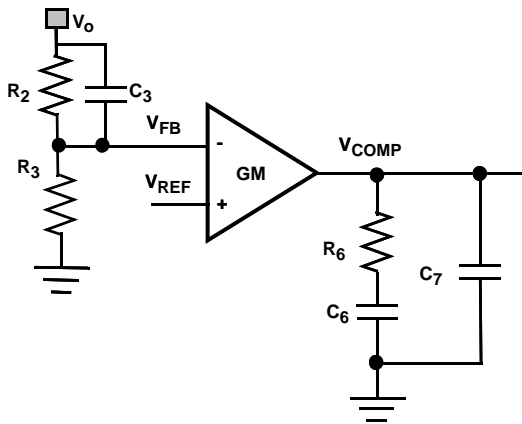 Vo
R2
C3
VFB
R3
VREF
-
+
GM
VCOMP
R6
C7
C6